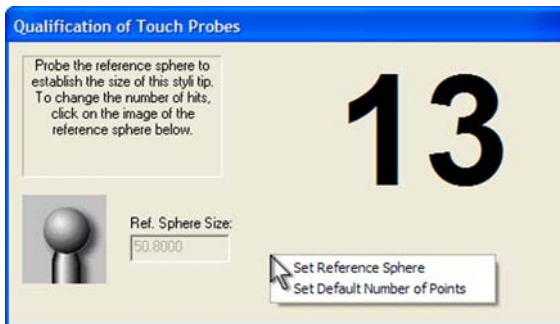 Qualification of Touch Probes
Probe the reference sphere to
establish the size of this styli tip.
To change the number of hits,
click on the image of the
reference sphere below.
13
Ref. Sphere Size:
50.8000
Set Reference Sphere
Set Default Number of Points